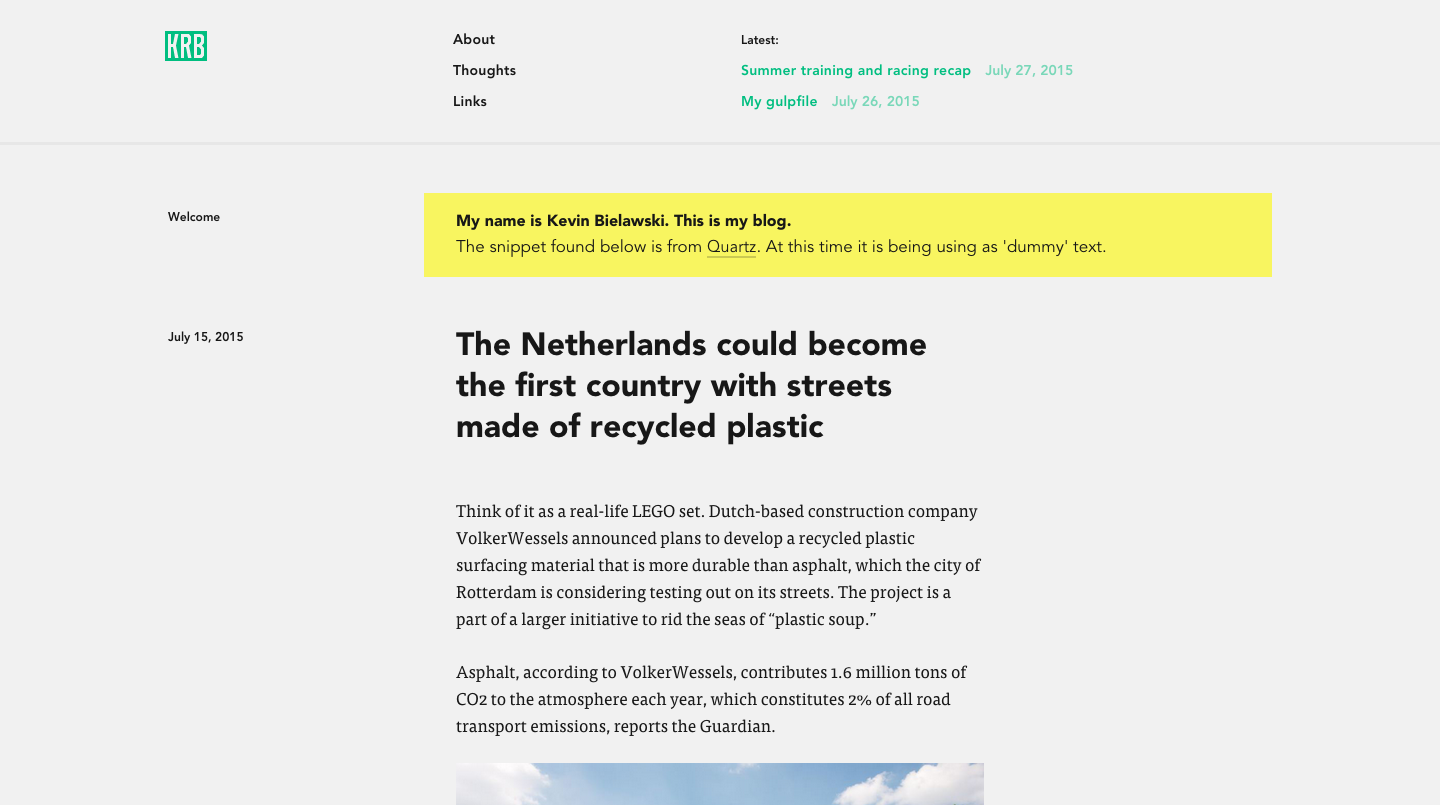 KRB
About
Thoughts
Links
Latest:
Summer training and racing recap July 27, 2015
My gulpfile July 26, 2015
Welcome
My name is Kevin Bielawski. This is my blog.
The snippet found below is from Quartz. At this time it is being using as 'dummy' text.
July 15, 2015
The Netherlands could become
the first country with streets
made of recycled plastic
Think of it as a real-life LEGO set. Dutch-based construction company
VolkerWessels announced plans to develop a recycled plastic
surfacing material that is more durable than asphalt, which the city of
Rotterdam is considering testing out on its streets. The project is a
part of a larger initiative to rid the seas of “plastic soup.”
Asphalt, according to VolkerWessels, contributes 1.6 million tons of
CO2 to the atmosphere each year, which constitutes 2% of all road
transport emissions, reports the Guardian.